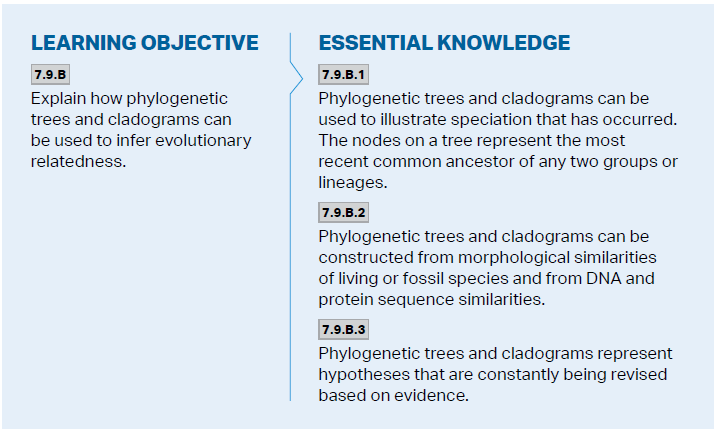 LEARNING OBJECTIVE
7.9.B
Explain how phylogenetic
trees and cladograms can
be used to infer evolutionary
relatedness.
ESSENTIAL KNOWLEDGE
7.9.B.1
Phylogenetic trees and cladograms can be
used to illustrate speciation that has occurred.
The nodes on a tree represent the most
recent common ancestor of any two groups or
lineages.
7.9.B.2
Phylogenetic trees and cladograms can be
constructed from morphological similarities
of living or fossil species and from DNA and
protein sequence similarities.
7.9.B.3
Phylogenetic trees and cladograms represent
hypotheses that are constantly being revised
based on evidence.